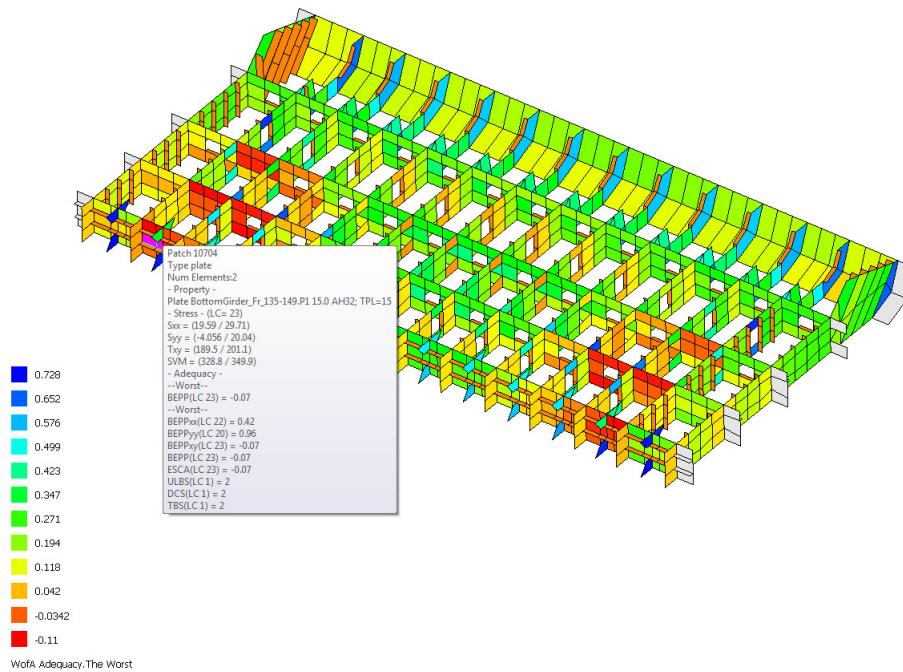 Patch 10704
Type plate
Num Elements:2
- Property -
Plate BottomGirder_Fr_135-149.P1 15.0 AH32; TPL=15
- Stress - (LC= 23)
Sxx = (19.59 / 29.71)
Syy = (-4.056 / 20.04)
Txy = (189.5 / 201.1)
SVM = (328.8 / 349.9)
- Adequacy -
--Worst--
BEPP(LC 23) = -0.07
--Worst--
BEPPxx(LC 22) = 0.42
BEPPyy(LC 20) = 0.96
BEPPxy(LC 23) = -0.07
BEPP(LC 23) = -0.07
ESCA(LC 23) = -0.07
ULBS(LC 1) = 2
DCS(LC 1) = 2
TBS(LC 1) = 2
0.728
0.652
0.576
0.499
0.423
0.347
0.271
0.194
0.118
0.042
-0.0342
-0.11
WofA Adequacy.The Worst